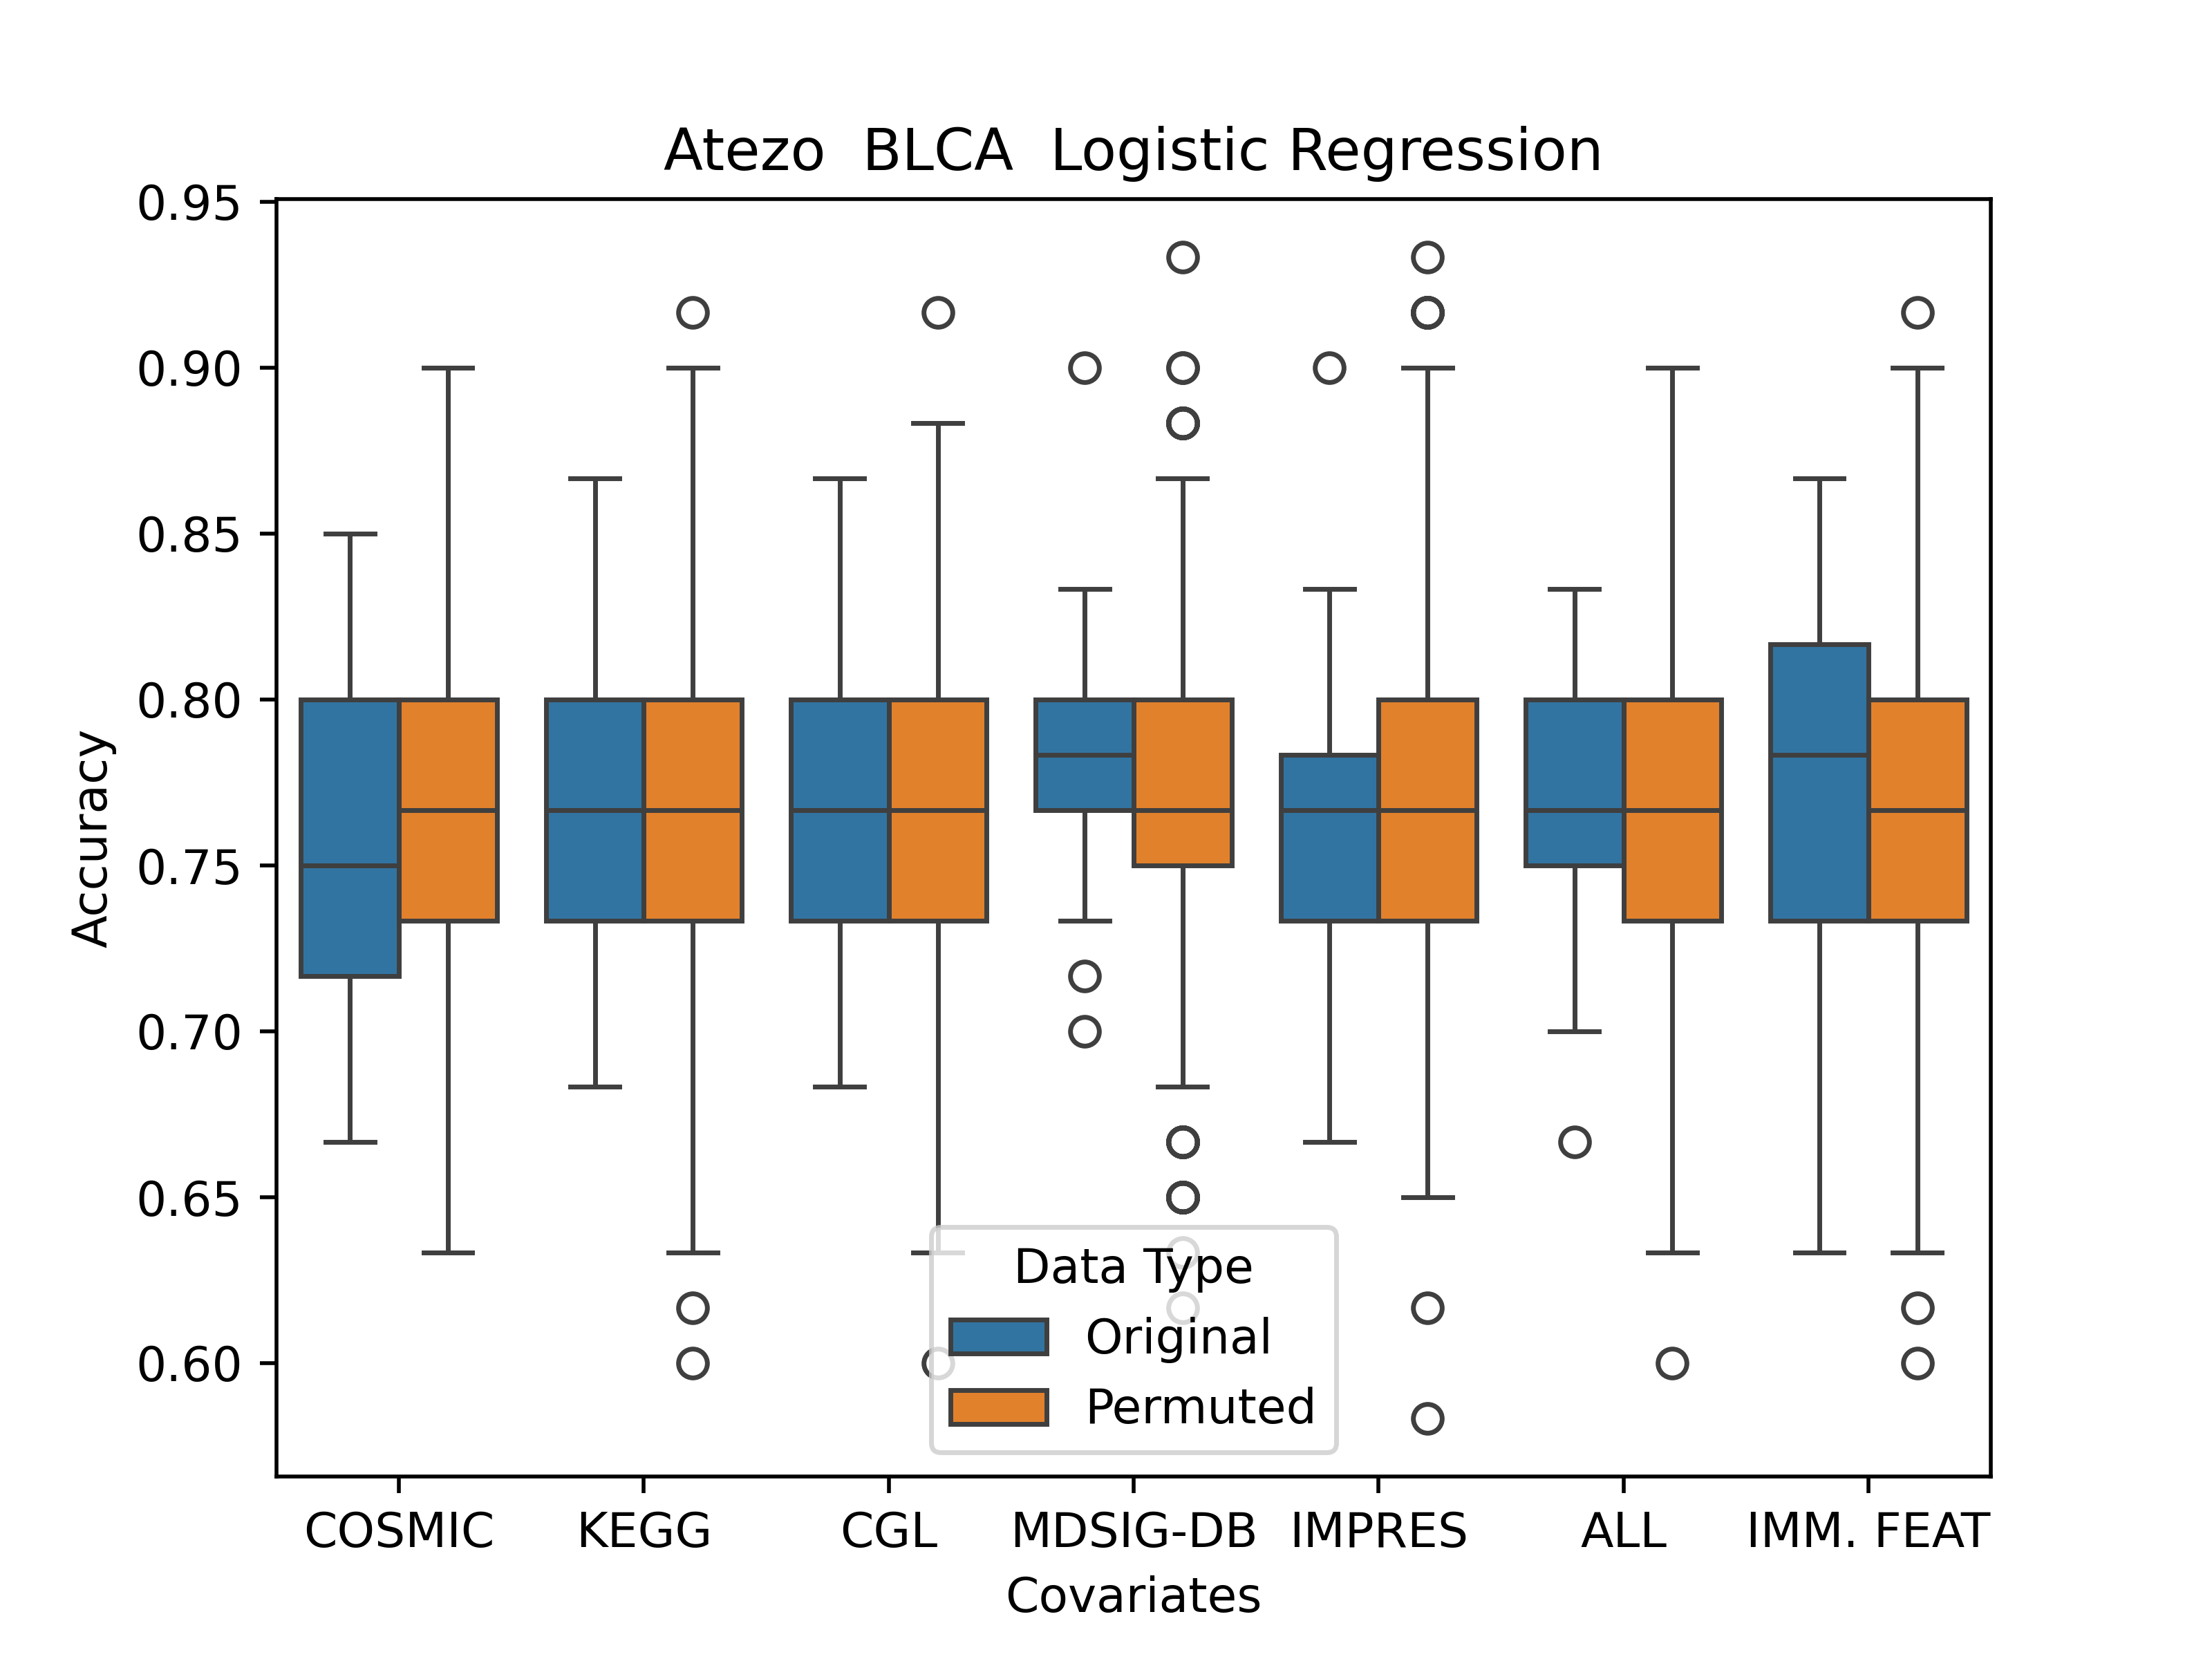 Atezo  BLCA  Logistic Regression
0.95
0.90
0.85
0.80
0.75
0.70
0.65
0.60
Accuracy
Data Type
Original
Permuted
COSMIC KEGG CGL MDSIG-DB IMPRES ALL IMM. FEAT
Covariates